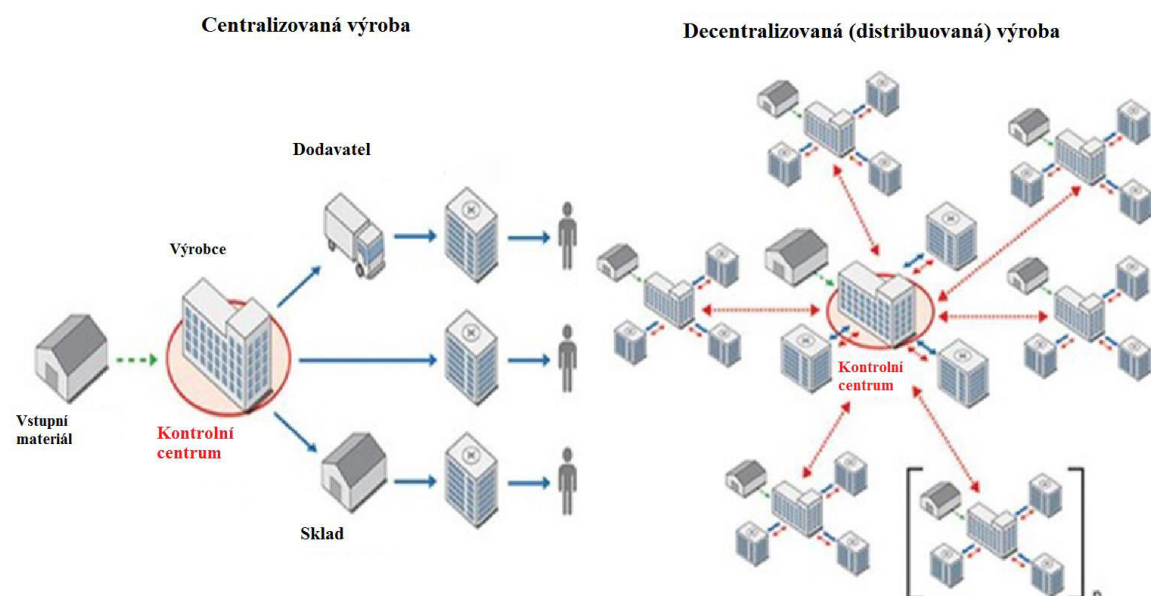 Centralizovaná výroba
Decentralizovaná (distribuovaná) výroba
Dodavatel
Výrobce
Vstupní
materiál
Kontrolní
centrum
Sklad
Kontrolní
centrum